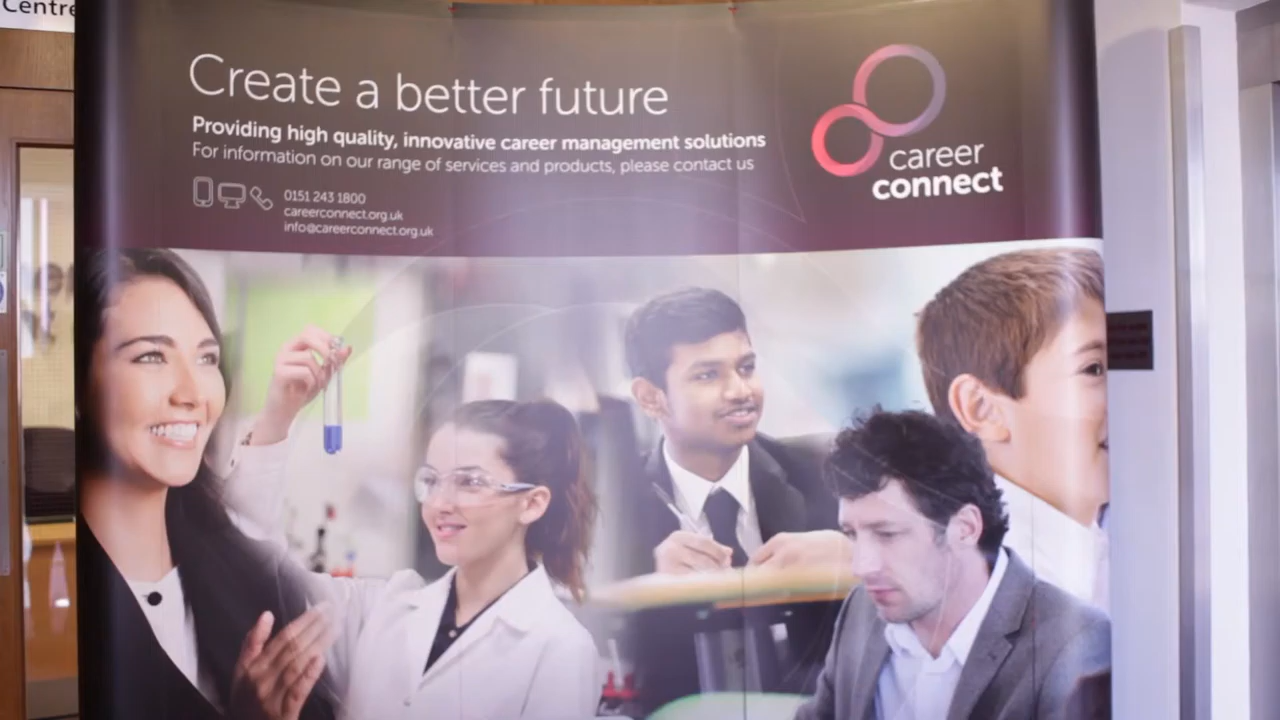 Centre
Create a better future
Providing high quality, innovative career management solutions
For information on our range of services and products, please contact us
0151 243 1800
careerconnect.org.uk
info@careerconnect.org.uk
career
connect